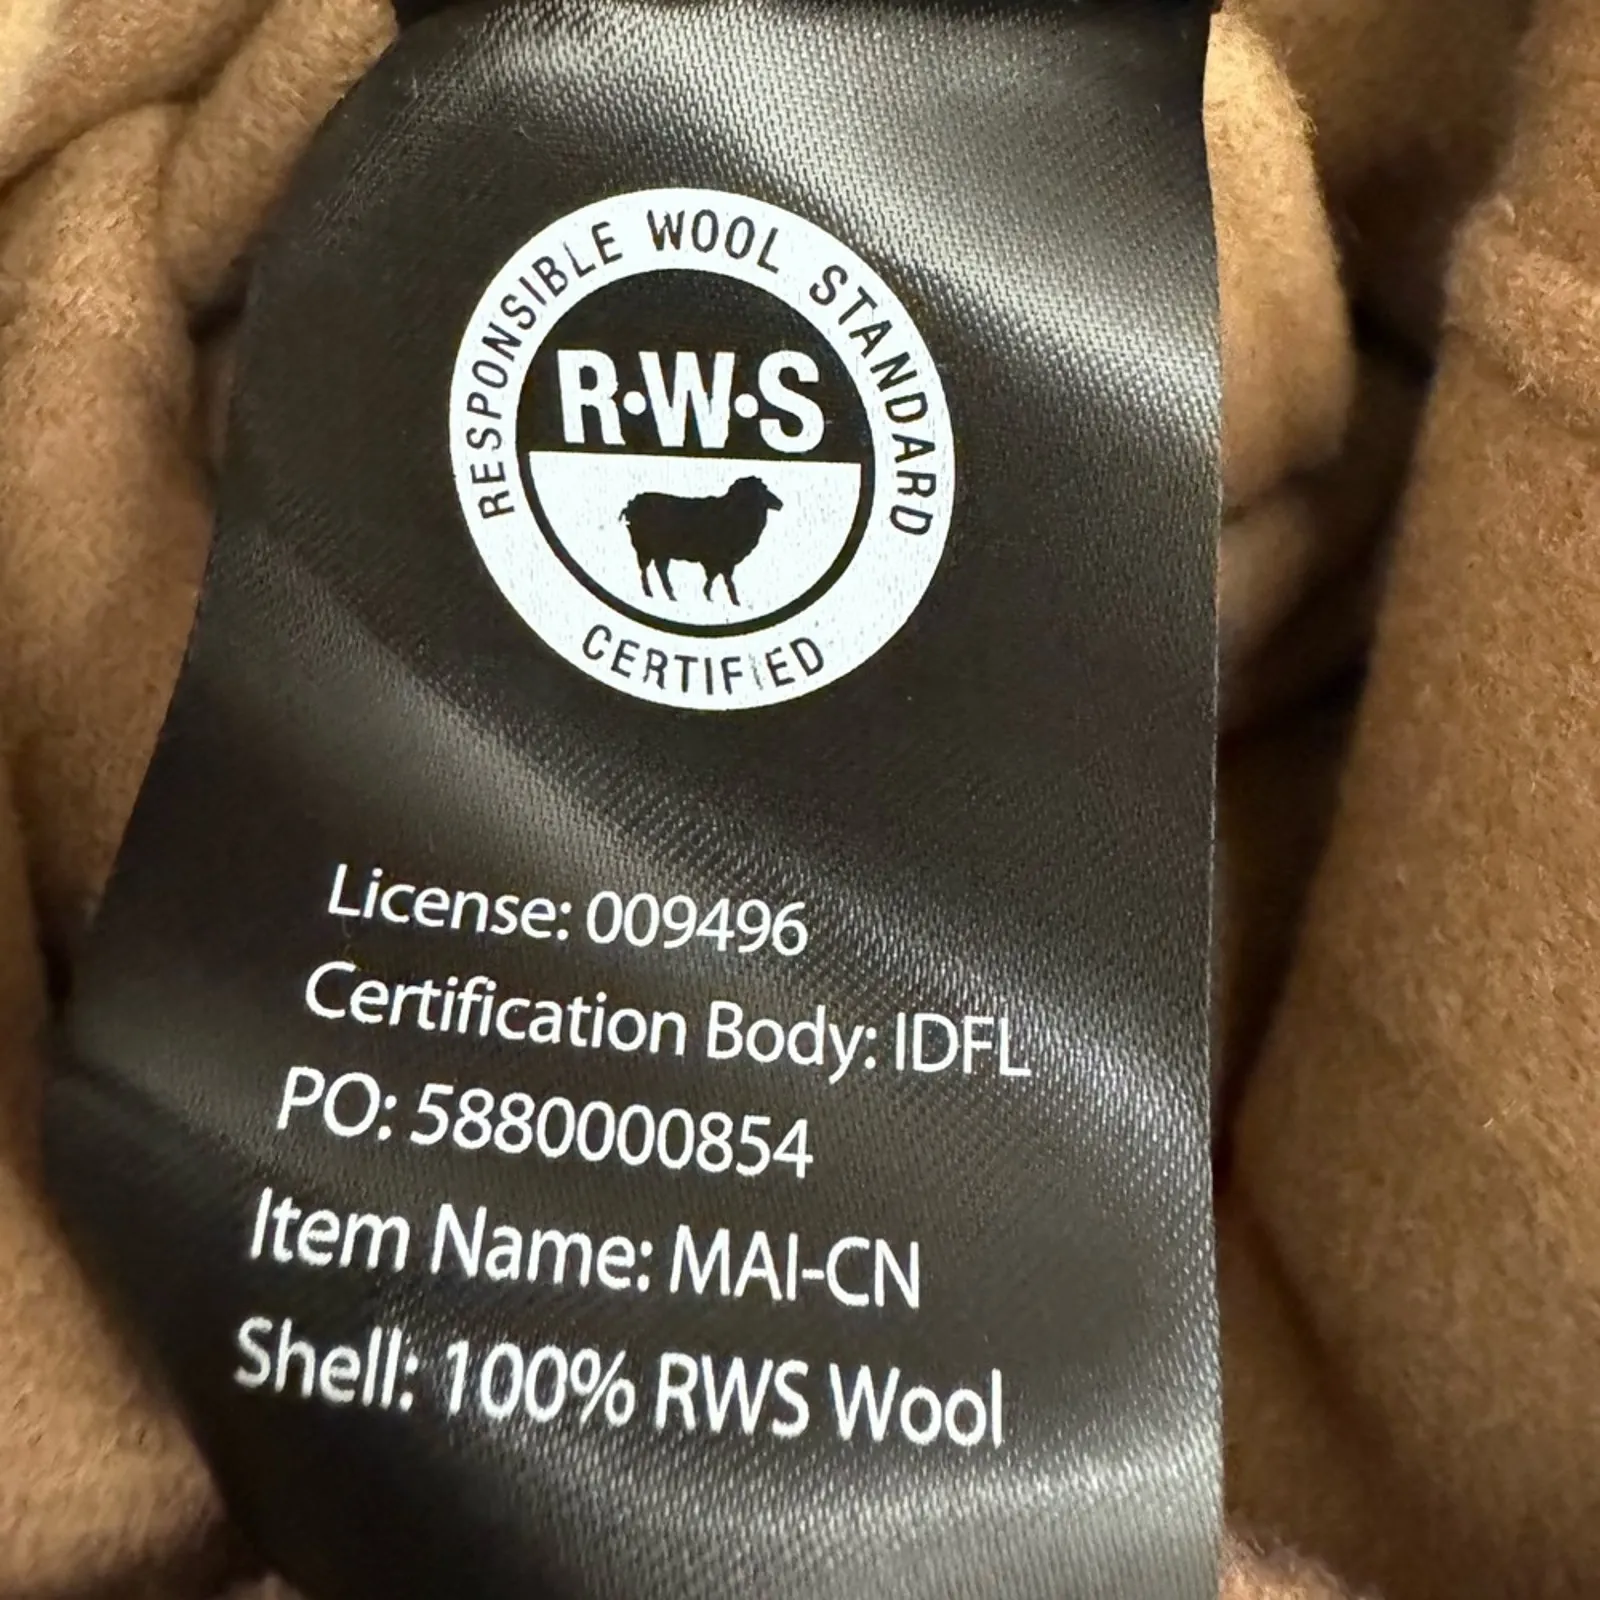 RESPONSIBLE WOOL STANDARD
R·W·S
CERTIFIED
License: 009496
Certification Body: IDFL
PO: 5880000854
Item Name: MAI-CN
Shell: 100% RWS Wool